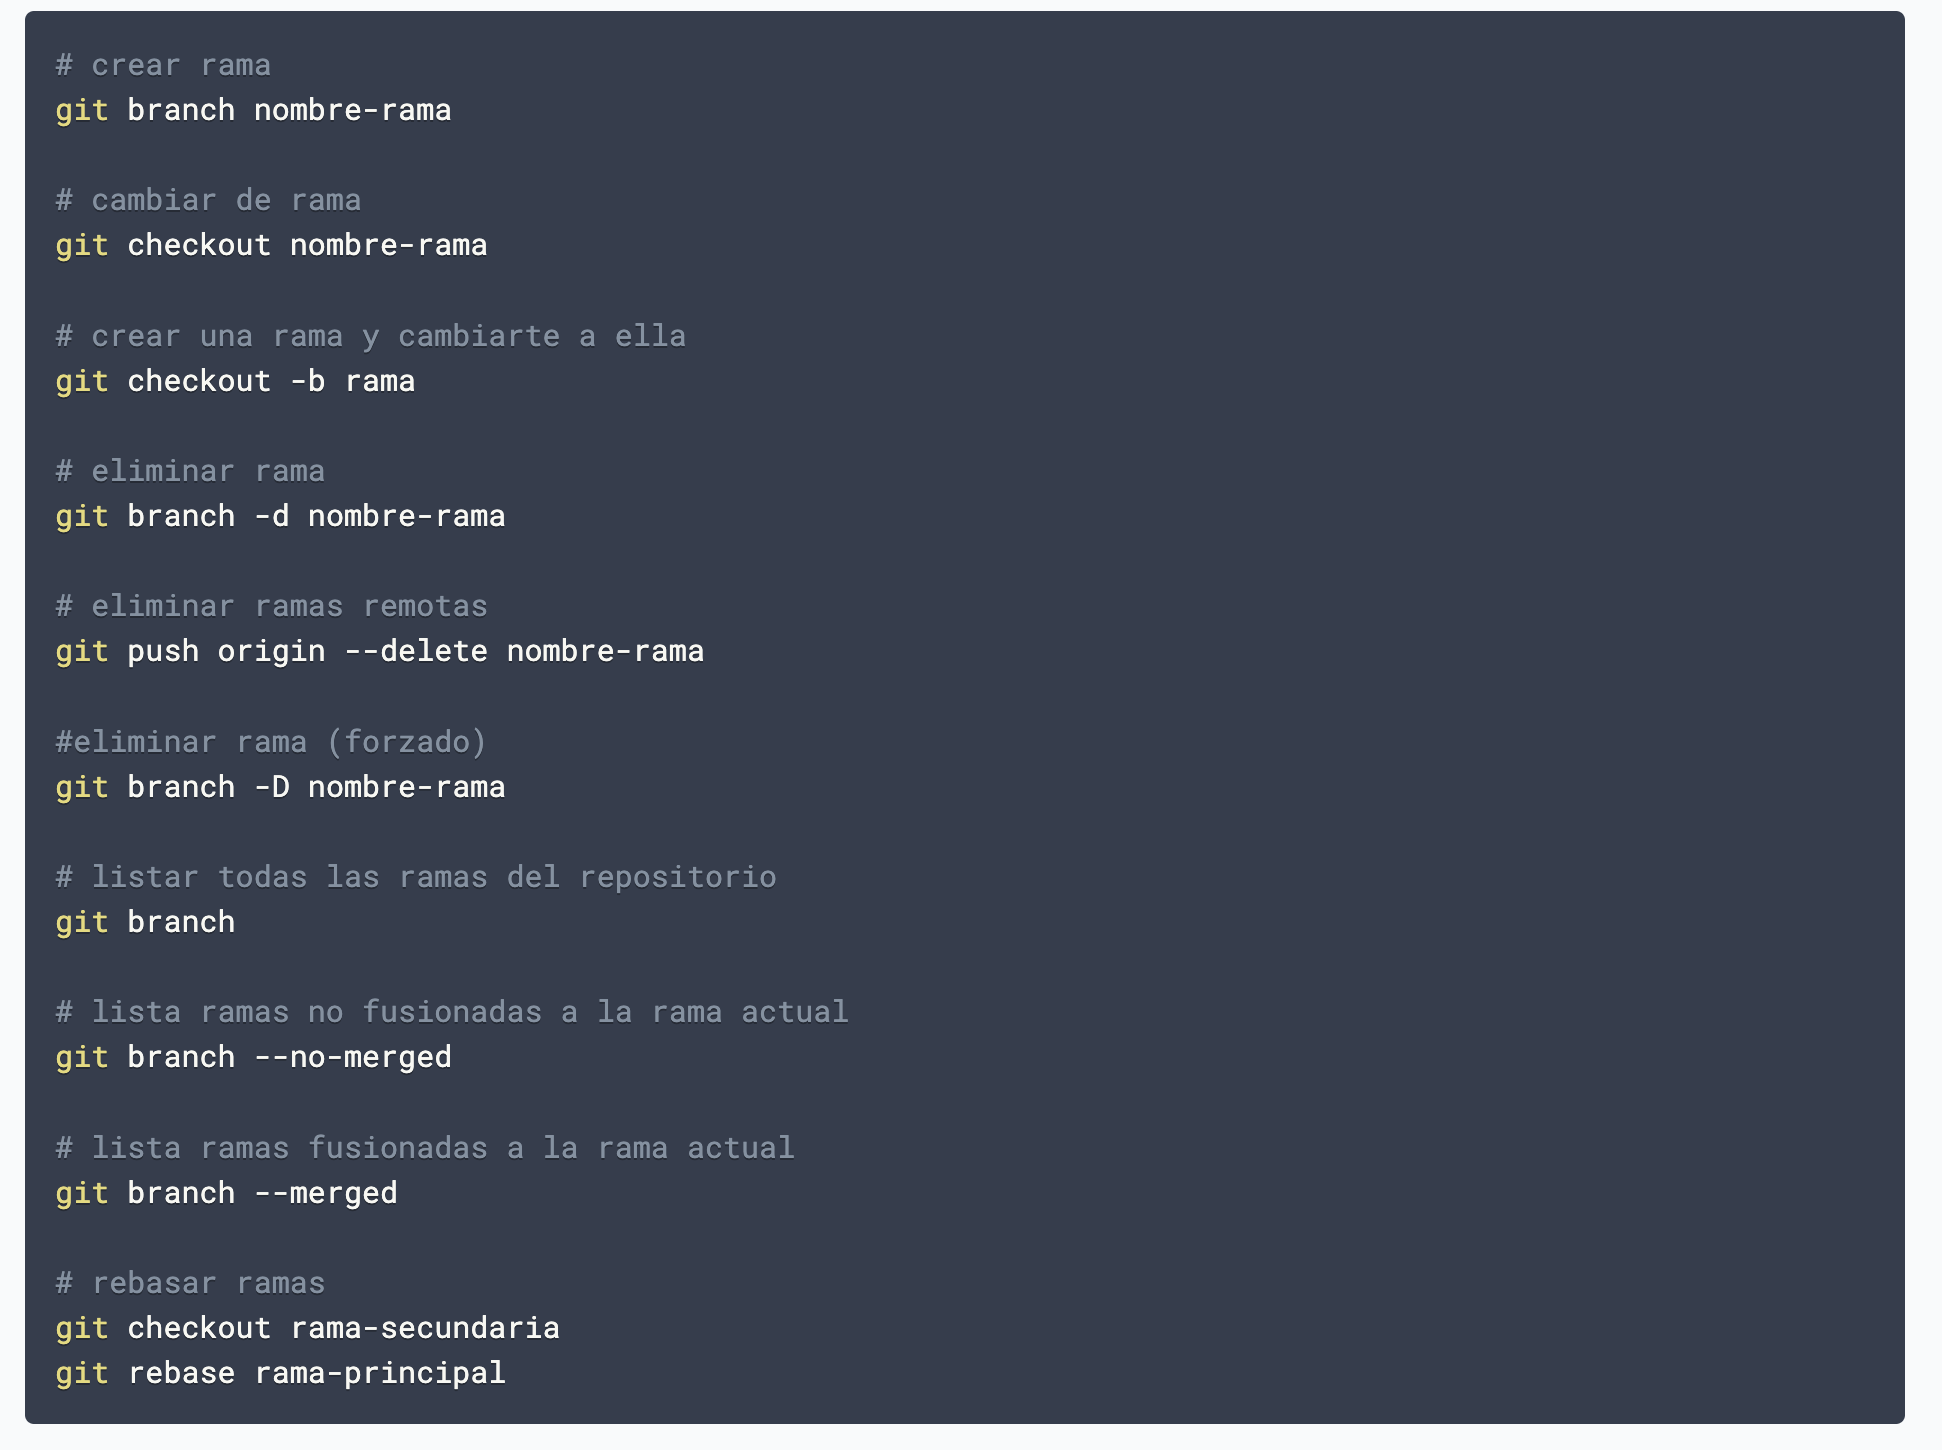 # crear rama
git branch nombre-rama
# cambiar de rama
git checkout nombre-rama
# crear una rama y cambiarte a ella
git checkout -b rama
# eliminar rama
git branch -d nombre-rama
# eliminar ramas remotas
git push origin --delete nombre-rama
#eliminar rama (forzado)
git branch -D nombre-rama
# listar todas las ramas del repositorio
git branch
# lista ramas no fusionadas a la rama actual
git branch --no-merged
# lista ramas fusionadas a la rama actual
git branch --merged
# rebasar ramas
git checkout rama-secundaria
git rebase rama-principal